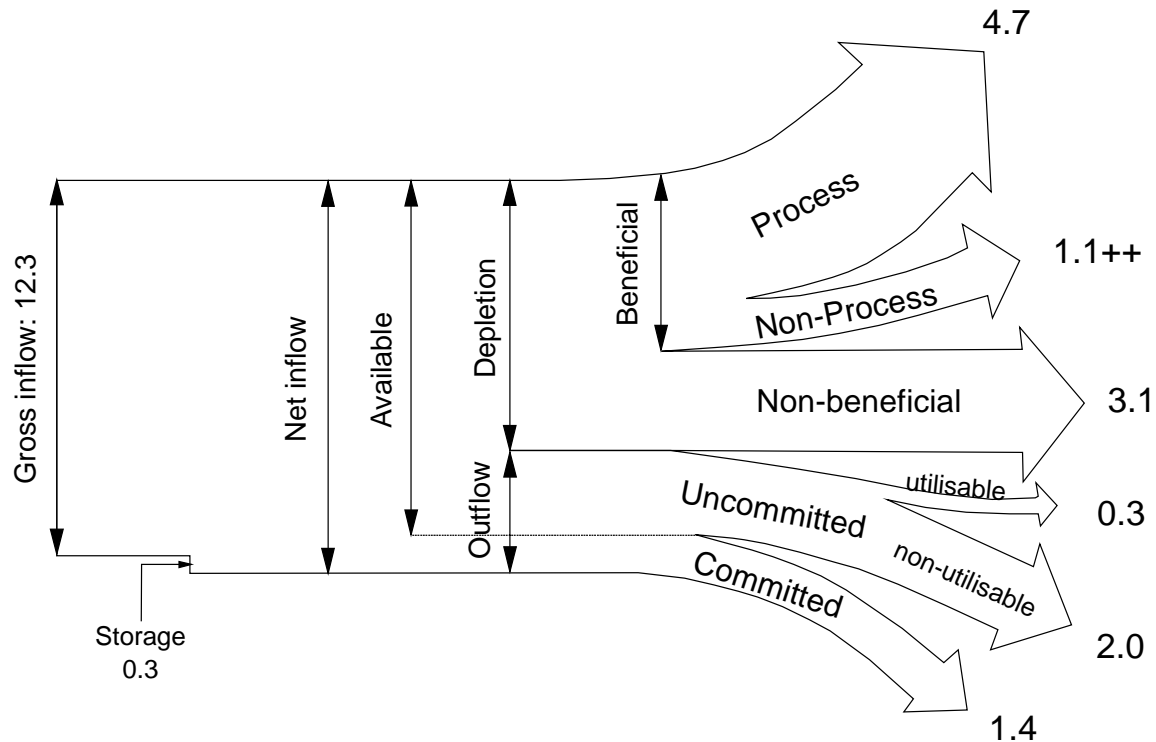 4.7
Process
1.1++
Non-Process
Beneficial
Gross inflow: 12.3
Net inflow
Available
Depletion
Non-beneficial
3.1
Outflow
utilisable
0.3
Uncommitted
non-utilisable
2.0
Committed
1.4
Storage
0.3